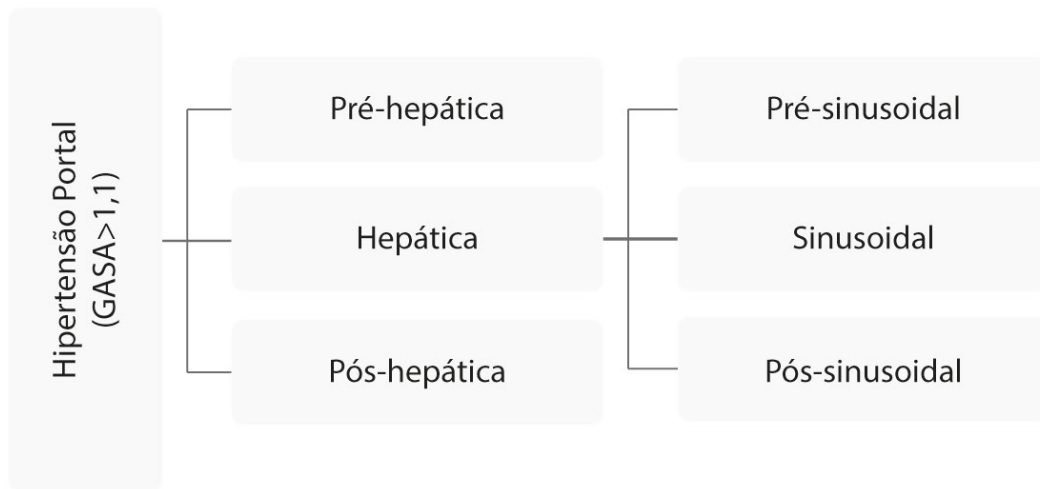 Hipertensão Portal
(GASA>1,1)
Pré-hepática
Hepática
Pós-hepática
Pré-sinusoidal
Sinusoidal
Pós-sinusoidal